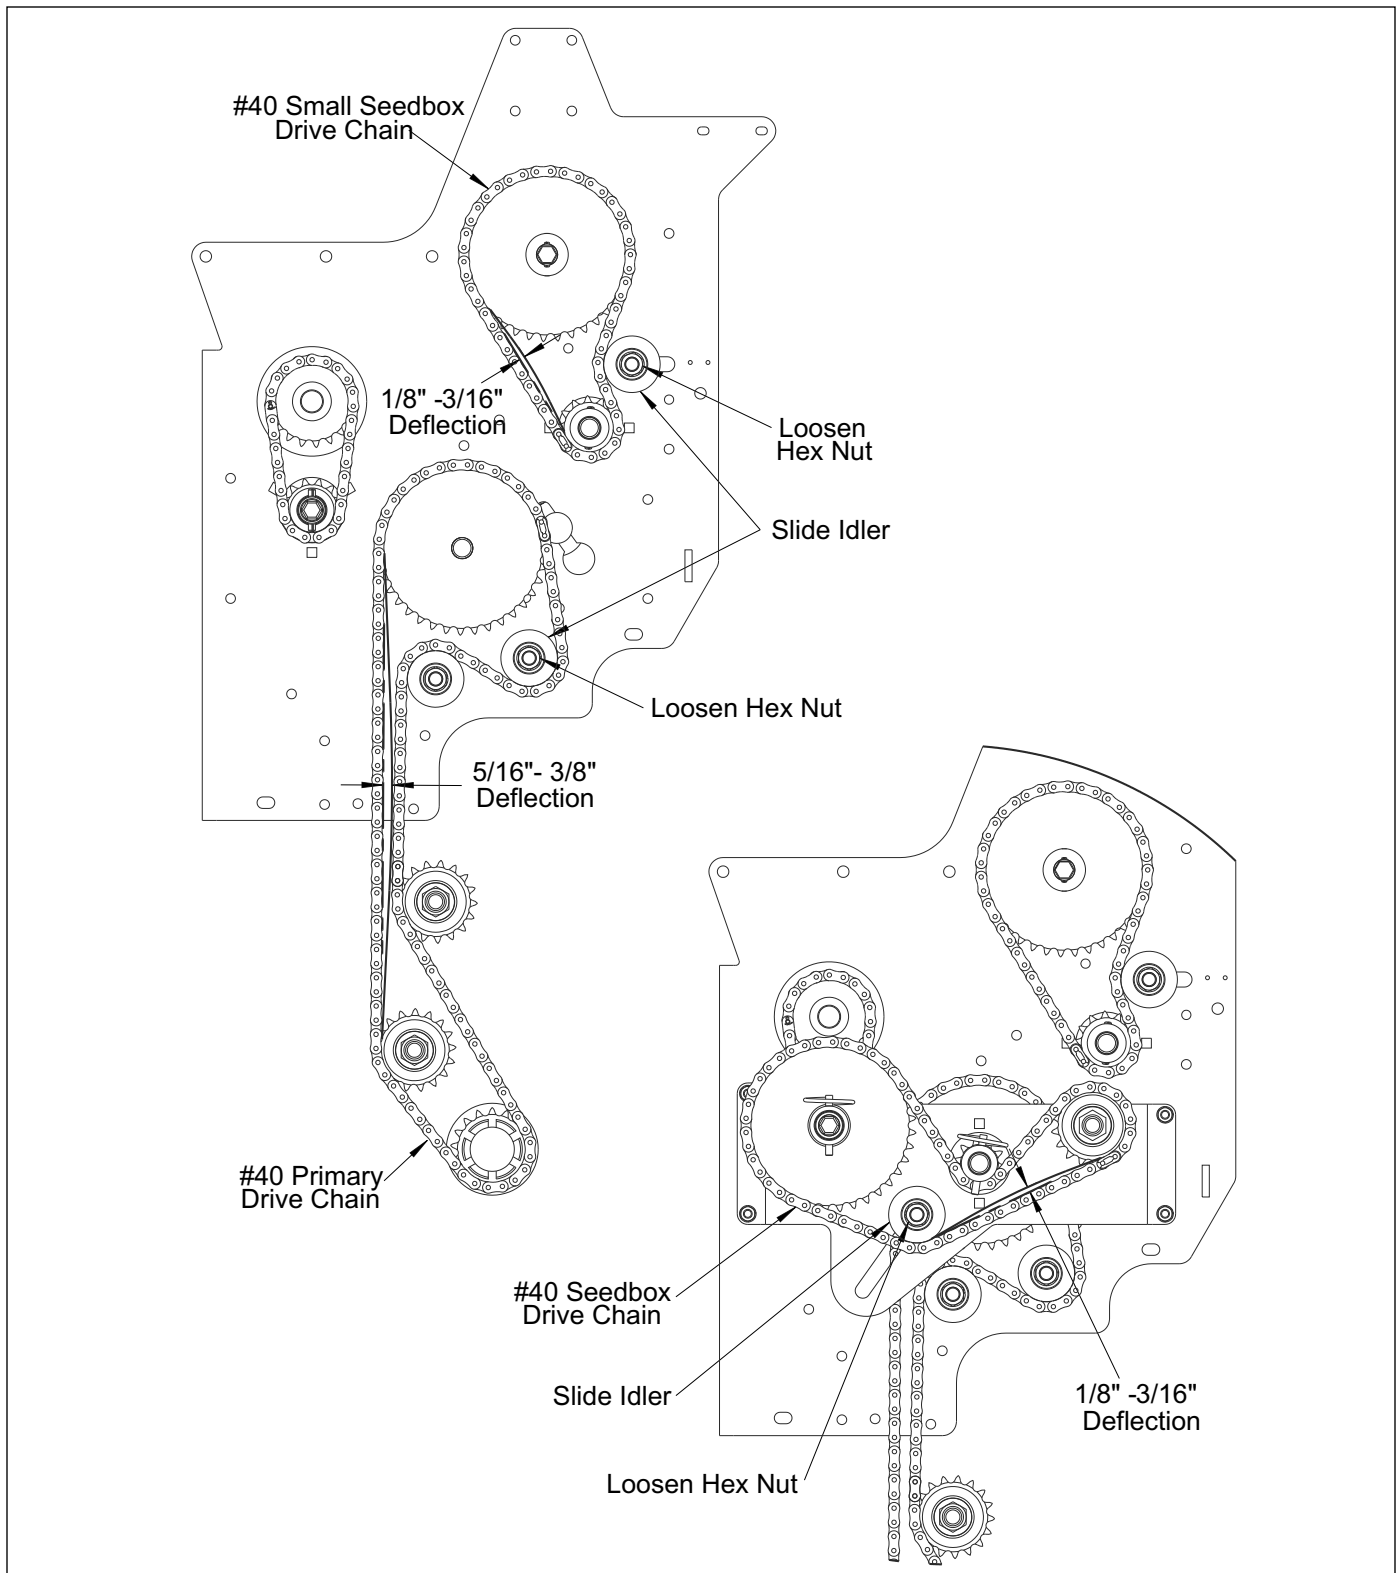 #40 Small Seedbox
Drive Chain
1/8" -3/16"
Deflection
Loosen
Hex Nut
Slide Idler
Loosen Hex Nut
5/16"- 3/8"
Deflection
#40 Primary
Drive Chain
#40 Seedbox
Drive Chain
Slide Idler
1/8" -3/16"
Deflection
Loosen Hex Nut